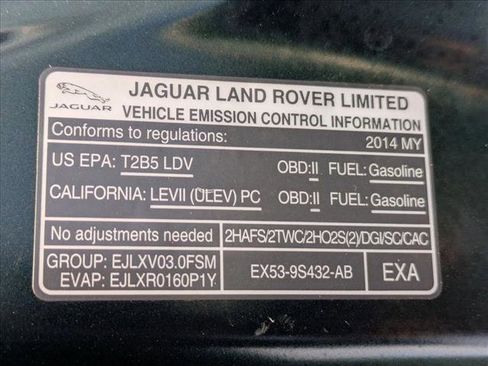 JAGUAR
JAGUAR LAND ROVER LIMITED
VEHICLE EMISSION CONTROL INFORMATION
Conforms to regulations: 2014 MY
US EPA: T2B5 LDV OBD:II FUEL: Gasoline
CALIFORNIA: LEVII (ULEV) PC OBD:II FUEL: Gasoline
No adjustments needed 2HAFS/2TWC/2HO2S(2)/DGI/SC/CAC
GROUP: EJLXV03.0FSM
EVAP: EJLXR0160P1Y
EX53-9S432-AB
EXA